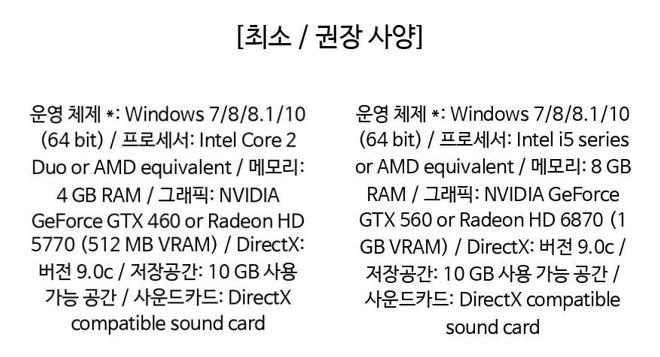 [최소 / 권장 사양]
운영 체제 *: Windows 7/8/8.1/10
(64 bit) / 프로세서: Intel Core 2
Duo or AMD equivalent / 메모리:
4 GB RAM / 그래픽: NVIDIA
GeForce GTX 460 or Radeon HD
5770 (512 MB VRAM) / DirectX:
버전 9.0c / 저장공간: 10 GB 사용
가능 공간 / 사운드카드: DirectX
compatible sound card
운영 체제 *: Windows 7/8/8.1/10
(64 bit) / 프로세서: Intel i5 series
or AMD equivalent / 메모리: 8 GB
RAM / 그래픽: NVIDIA GeForce
GTX 560 or Radeon HD 6870 (1
GB VRAM) / DirectX: 버전 9.0c /
저장공간: 10 GB 사용 가능 공간 /
사운드카드: DirectX compatible
sound card